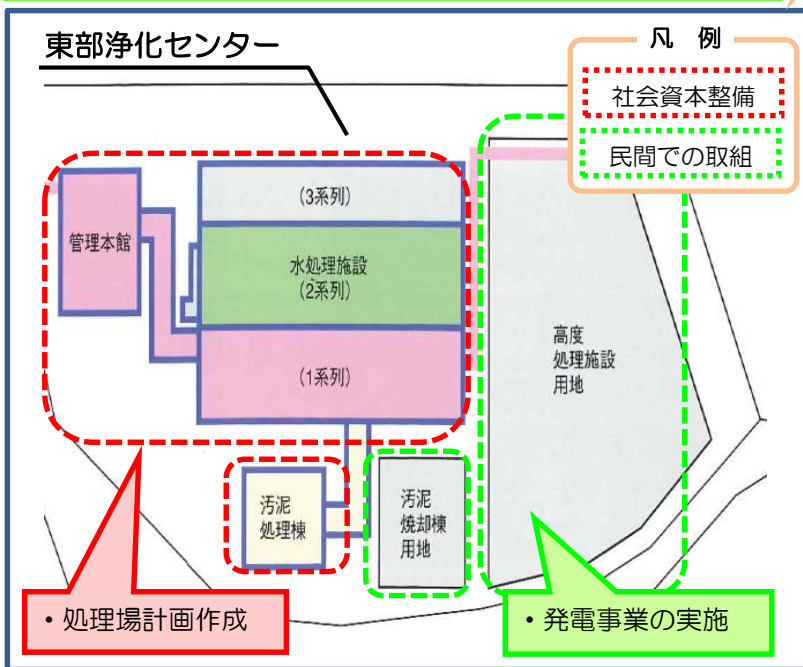 東部浄化センター
凡 例
社会資本整備
民間での取組
管理本館
(3系列)
水処理施設
(2系列)
(1系列)
高度
処理施設
用地
汚泥
処理棟
汚泥
焼却棟
用地
・処理場計画作成
・発電事業の実施